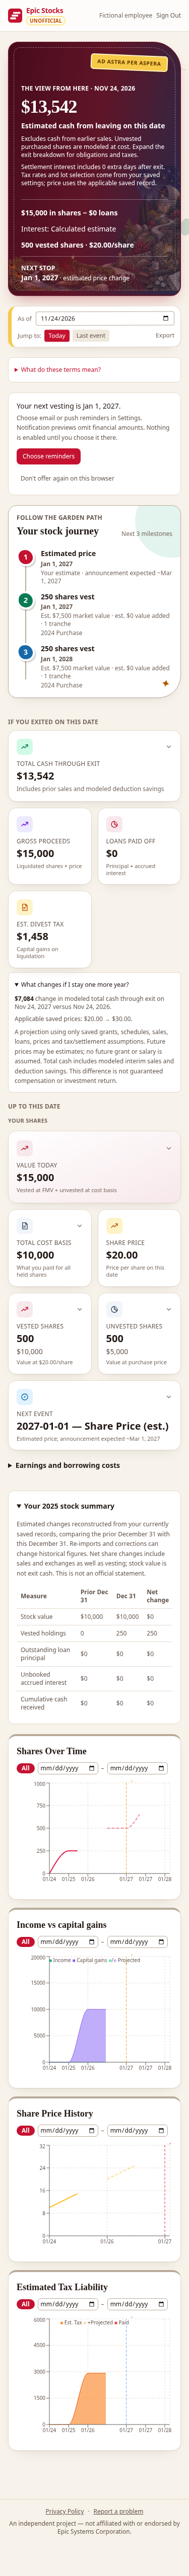 Epic Stocks
UNOFFICIAL
Fictional employee Sign Out
AD ASTRA PER ASPERA
THE VIEW FROM HERE · NOV 24, 2026
$13,542
Estimated cash from leaving on this date
Excludes cash from earlier sales. Unvested
purchased shares are modeled at cost. Expand the
exit breakdown for obligations and taxes.
Settlement interest includes 0 extra days after exit.
Tax rates and lot selection come from your saved
settings; price uses the applicable saved record.
$15,000 in shares − $0 loans
Interest: Calculated estimate
500 vested shares · $20.00/share
NEXT STOP
Jan 1, 2027 · estimated price change
As of 11/24/2026
Jump to: Today Last event Export
What do these terms mean?
Your next vesting is Jan 1, 2027.
Choose email or push reminders in Settings.
Notification previews omit financial amounts. Nothing
is enabled until you choose it there.
Choose reminders
Don't offer again on this browser
FOLLOW THE GARDEN PATH
Your stock journey
Next 3 milestones
1
Estimated price
Jan 1, 2027
Your estimate · announcement expected ~Mar
1, 2027
2
250 shares vest
Jan 1, 2027
Est. $7,500 market value · est. $0 value added
· 1 tranche
2024 Purchase
3
250 shares vest
Jan 1, 2028
Est. $7,500 market value · est. $0 value added
· 1 tranche
2024 Purchase
IF YOU EXITED ON THIS DATE
TOTAL CASH THROUGH EXIT
$13,542
Includes prior sales and modeled deduction savings
GROSS PROCEEDS
$15,000
Liquidated shares × price
LOANS PAID OFF
$0
Principal + accrued
interest
EST. DIVEST TAX
$1,458
Capital gains on
liquidation
What changes if I stay one more year?
$7,084 change in modeled total cash through exit on
Nov 24, 2027 versus Nov 24, 2026.
Applicable saved prices: $20.00 → $30.00.
A projection using only saved grants, schedules, sales,
loans, prices and tax/settlement assumptions. Future
prices may be estimates; no future grant or salary is
assumed. Total cash includes modeled interim sales and
deduction savings. This is not guaranteed
compensation or investment return.
UP TO THIS DATE
YOUR SHARES
VALUE TODAY
$15,000
Vested at FMV + unvested at cost basis
TOTAL COST BASIS
$10,000
What you paid for all
held shares
SHARE PRICE
$20.00
Price per share on this
date
VESTED SHARES
500
$10,000
Value at $20.00/share
UNVESTED SHARES
500
$5,000
Value at purchase price
NEXT EVENT
2027-01-01 — Share Price (est.)
Estimated price; announcement expected ~Mar 1, 2027
Earnings and borrowing costs
Your 2025 stock summary
Estimated changes reconstructed from your currently
saved records, comparing the prior December 31 with
this December 31. Re-imports and corrections can
change historical figures. Net share changes include
sales and exchanges as well as vesting; stock value is
not exit cash. This is not an official statement.
Measure Prior Dec 31 Dec 31 Net change
Stock value $10,000 $10,000 $0
Vested holdings 0 250 250
Outstanding loan principal $0 $0 $0
Unbooked accrued interest $0 $0 $0
Cumulative cash received $0 $0 $0
Shares Over Time
All mm/dd/yyyy – mm/dd/yyyy
1000
750
500
250
0
01/24 01/25 01/26 01/27 01/27 01/28
Income vs capital gains
All mm/dd/yyyy – mm/dd/yyyy
Income Capital gains Projected
20000
15000
10000
5000
0
01/24 01/25 01/26 01/27 01/27 01/28
Share Price History
All mm/dd/yyyy – mm/dd/yyyy
32
24
16
8
0
01/24 01/26 01/27
Estimated Tax Liability
All mm/dd/yyyy – mm/dd/yyyy
Est. Tax Projected Paid
6000
4500
3000
1500
0
01/24 01/25 01/26 01/27 01/27 01/28
Privacy Policy · Report a problem
An independent project — not affiliated with or endorsed by
Epic Systems Corporation.